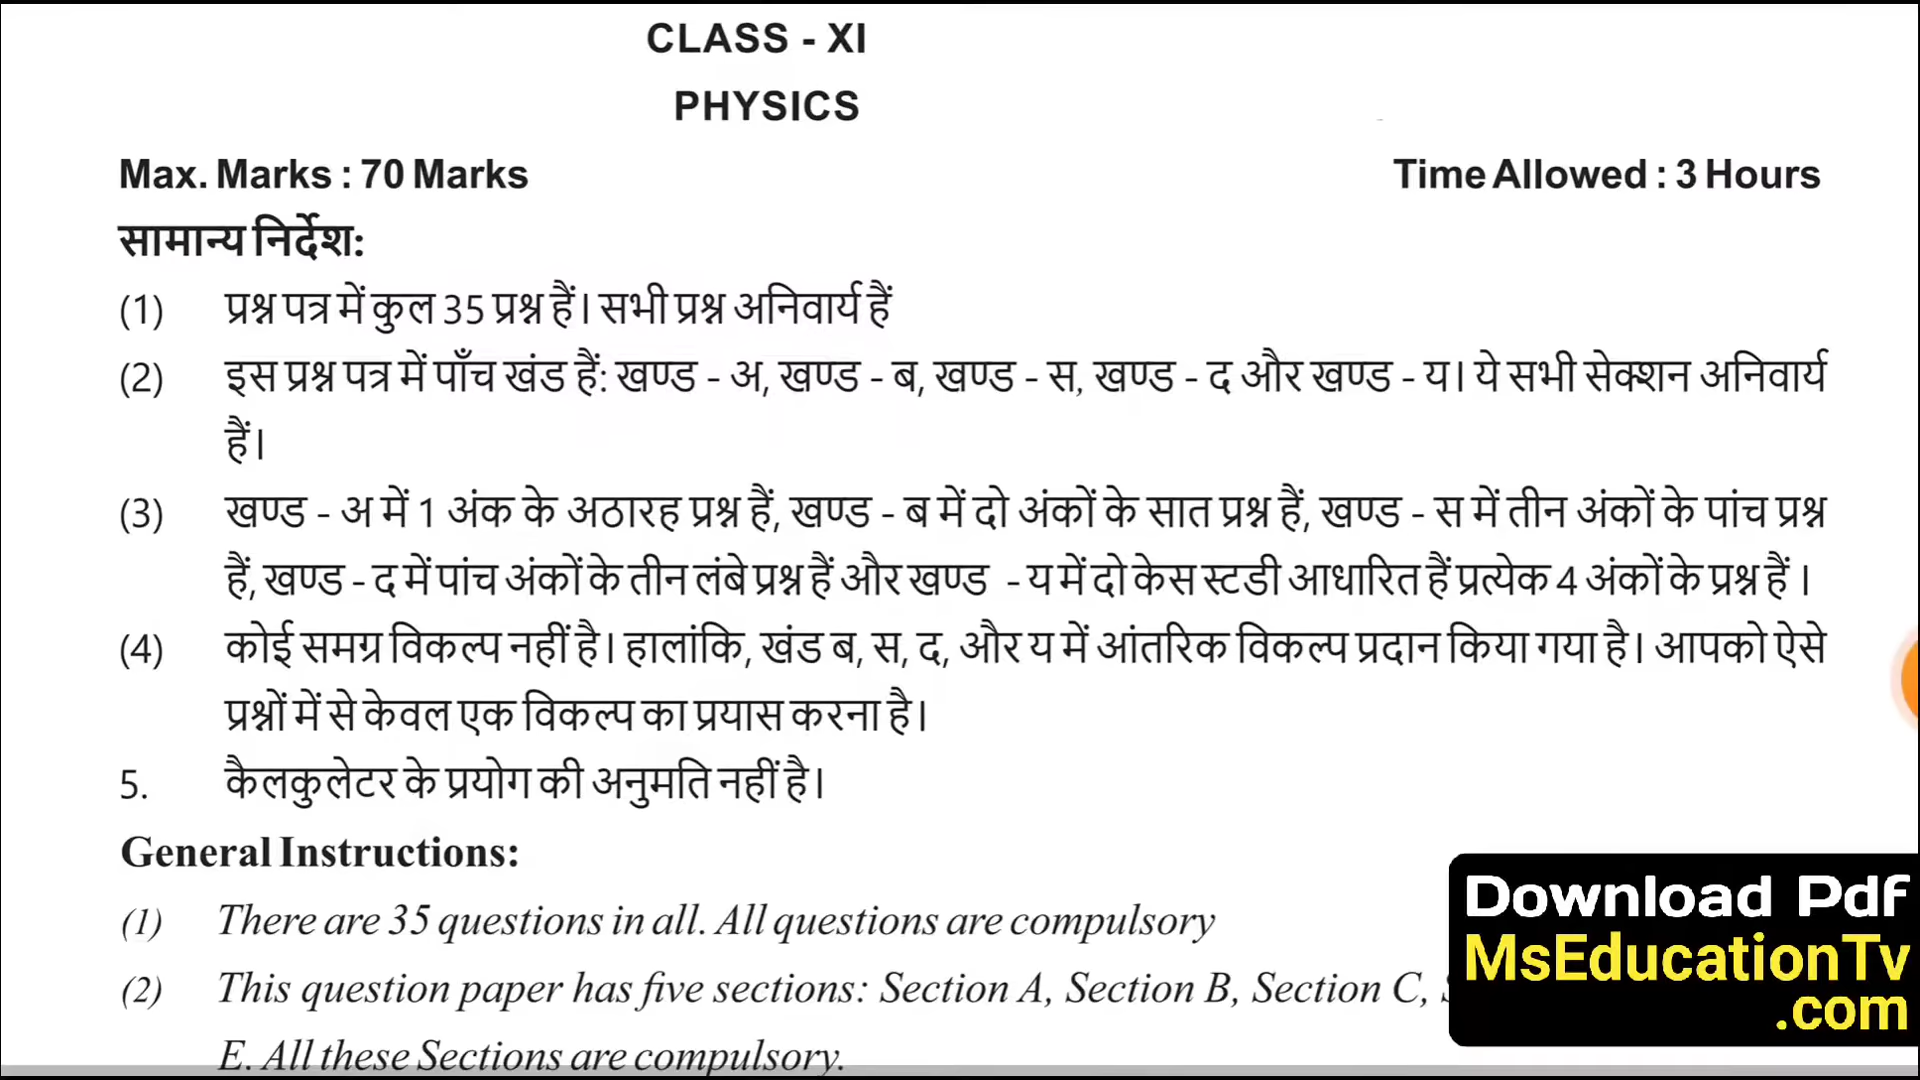 CLASS - XI
PHYSICS
Max. Marks : 70 Marks Time Allowed : 3 Hours
सामान्य निर्देश:
(1) प्रश्न पत्र में कुल 35 प्रश्न हैं। सभी प्रश्न अनिवार्य हैं
(2) इस प्रश्न पत्र में पाँच खंड हैं: खण्ड - अ, खण्ड - ब, खण्ड - स, खण्ड - द और खण्ड - य। ये सभी सेक्शन अनिवार्य
हैं।
(3) खण्ड - अ में 1 अंक के अठारह प्रश्न हैं, खण्ड - ब में दो अंकों के सात प्रश्न हैं, खण्ड - स में तीन अंकों के पांच प्रश्न
हैं, खण्ड - द में पांच अंकों के तीन लंबे प्रश्न हैं और खण्ड - य में दो केस स्टडी आधारित हैं प्रत्येक 4 अंकों के प्रश्न हैं ।
(4) कोई समग्र विकल्प नहीं है। हालांकि, खंड ब, स, द, और य में आंतरिक विकल्प प्रदान किया गया है। आपको ऐसे
प्रश्नों में से केवल एक विकल्प का प्रयास करना है।
5. कैलकुलेटर के प्रयोग की अनुमति नहीं है।
General Instructions:
(1) There are 35 questions in all. All questions are compulsory
(2) This question paper has five sections: Section A, Section B, Section C,
E. All these Sections are compulsory.
Download Pdf
MsEducationTv
.com